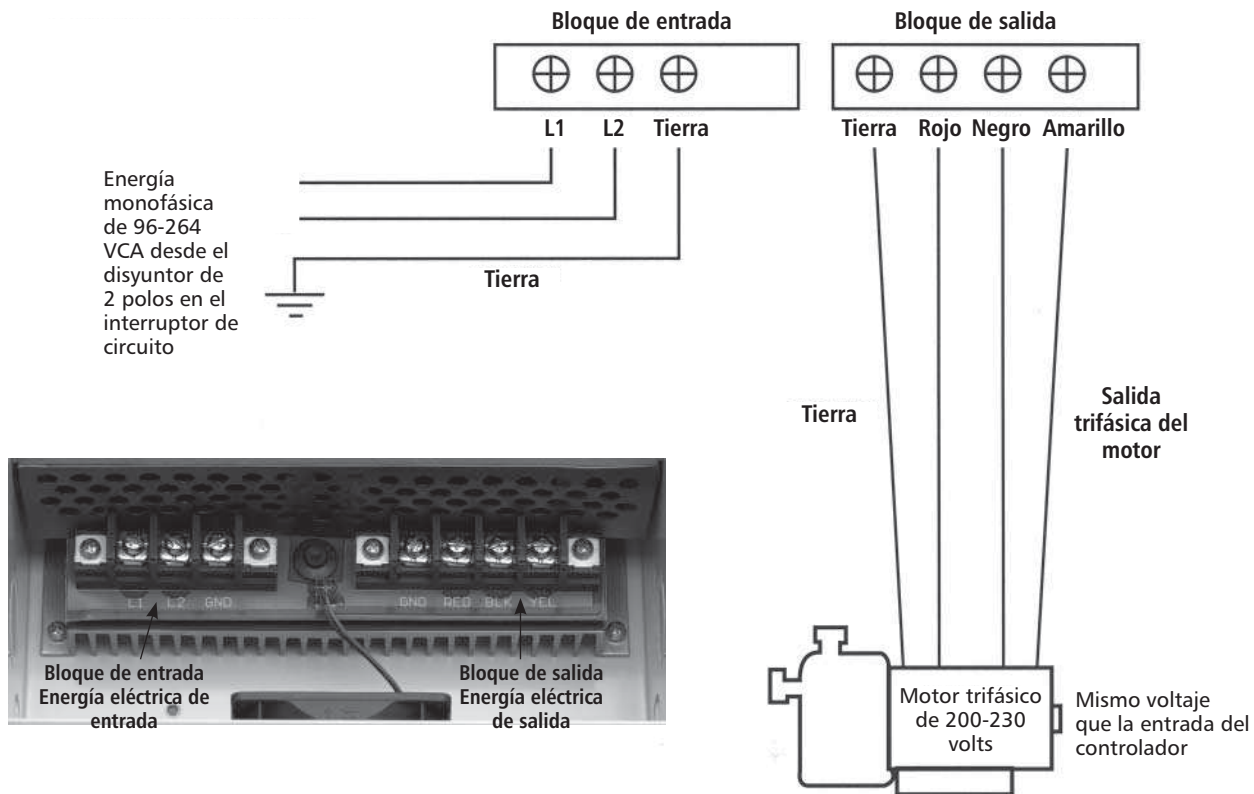 Bloque de entrada
Bloque de salida
L1 L2 Tierra
Tierra Rojo Negro Amarillo
Energía
monofásica
de 96-264
VCA desde el
disyuntor de
2 polos en el
interruptor de
circuito
Tierra
Tierra
Salida
trifásica del
motor
L1 L2 GND
GND RED BLK YEL
Bloque de entrada
Energía eléctrica de
entrada
Bloque de salida
Energía eléctrica
de salida
Motor trifásico
de 200-230
volts
Mismo voltaje
que la entrada del
controlador